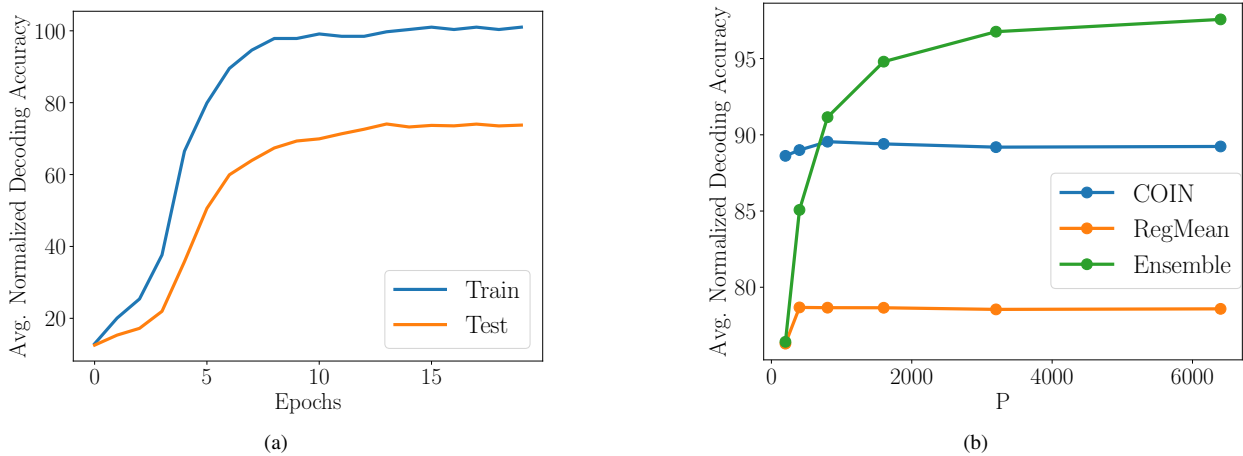 Avg. Normalized Decoding Accuracy
100
80
60
40
20
0
5
10
15
Epochs
Train
Test
(a)
Avg. Normalized Decoding Accuracy
95
90
85
80
0
2000
4000
6000
P
COIN
RegMean
Ensemble
(b)